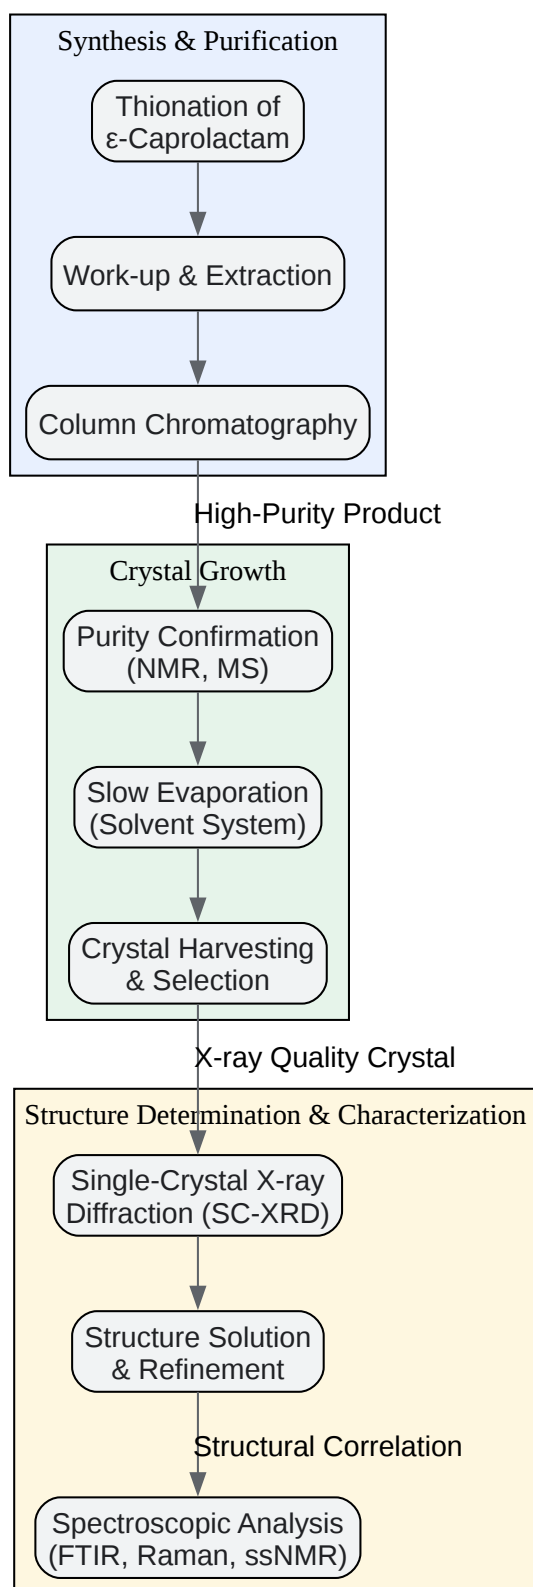 Synthesis & Purification
Thionation of
ε-Caprolactam
Work-up & Extraction
Column Chromatography
High-Purity Product
Crystal Growth
Purity Confirmation
(NMR, MS)
Slow Evaporation
(Solvent System)
Crystal Harvesting
& Selection
X-ray Quality Crystal
Structure Determination & Characterization
Single-Crystal X-ray
Diffraction (SC-XRD)
Structure Solution
& Refinement
Structural Correlation
Spectroscopic Analysis
(FTIR, Raman, ssNMR)